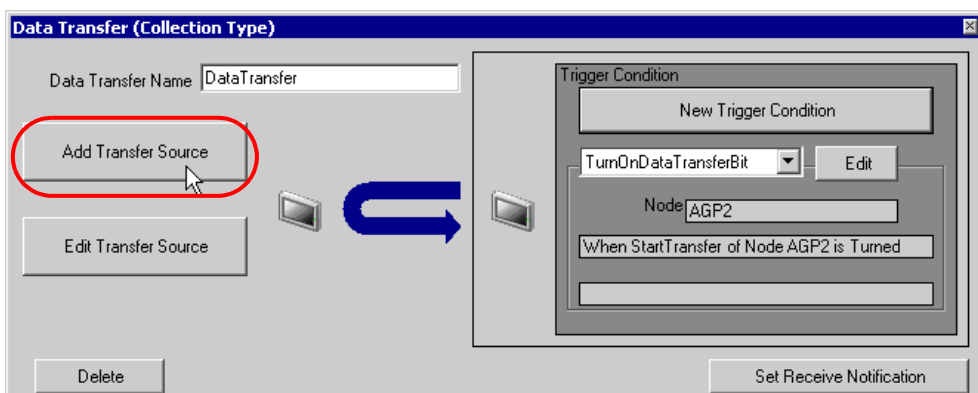 Data Transfer (Collection Type)
Data Transfer Name DataTransfer
Add Transfer Source
Edit Transfer Source
Trigger Condition
New Trigger Condition
TurnOnDataTransferBit Edit
Node AGP2
When StartTransfer of Node AGP2 is Turned
Delete
Set Receive Notification